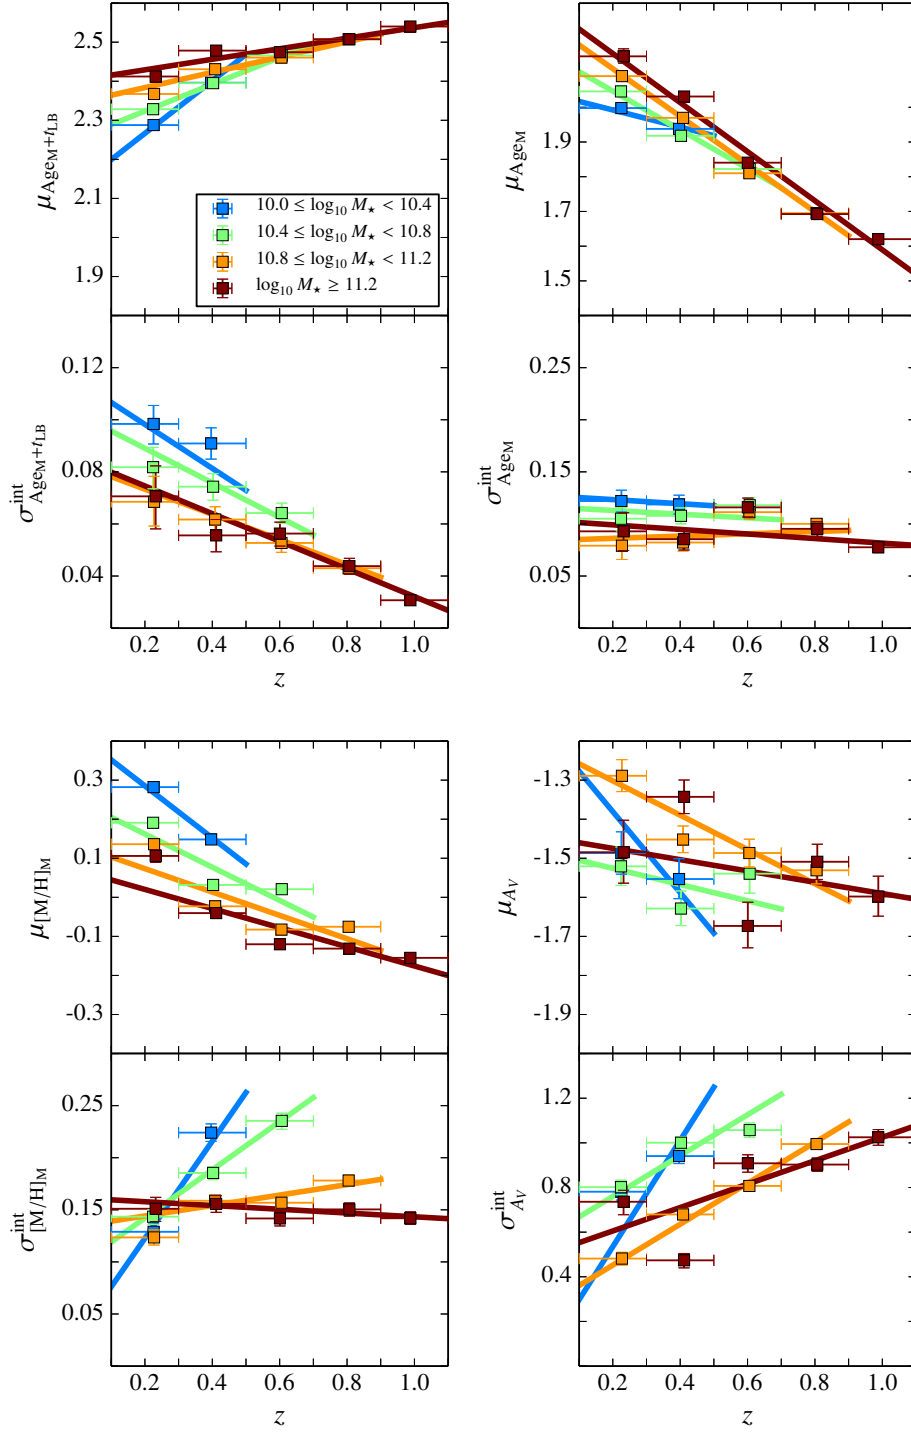 2.5
2.3
2.1
1.9
μ_{Age_M+t_LB}
10.0 ≤ log₁₀ M⋆ < 10.4
10.4 ≤ log₁₀ M⋆ < 10.8
10.8 ≤ log₁₀ M⋆ < 11.2
log₁₀ M⋆ ≥ 11.2
1.9
1.7
1.5
μ_{Age_M}
0.12
0.08
0.04
σ^{int}_{Age_M+t_LB}
0.2 0.4 0.6 0.8 1.0
z
0.25
0.15
0.05
σ^{int}_{Age_M}
0.2 0.4 0.6 0.8 1.0
z
0.3
0.1
-0.1
-0.3
μ_{[M/H]_M}
-1.3
-1.5
-1.7
-1.9
μ_{A_V}
0.25
0.15
0.05
σ^{int}_{[M/H]_M}
0.2 0.4 0.6 0.8 1.0
z
1.2
0.8
0.4
σ^{int}_{A_V}
0.2 0.4 0.6 0.8 1.0
z